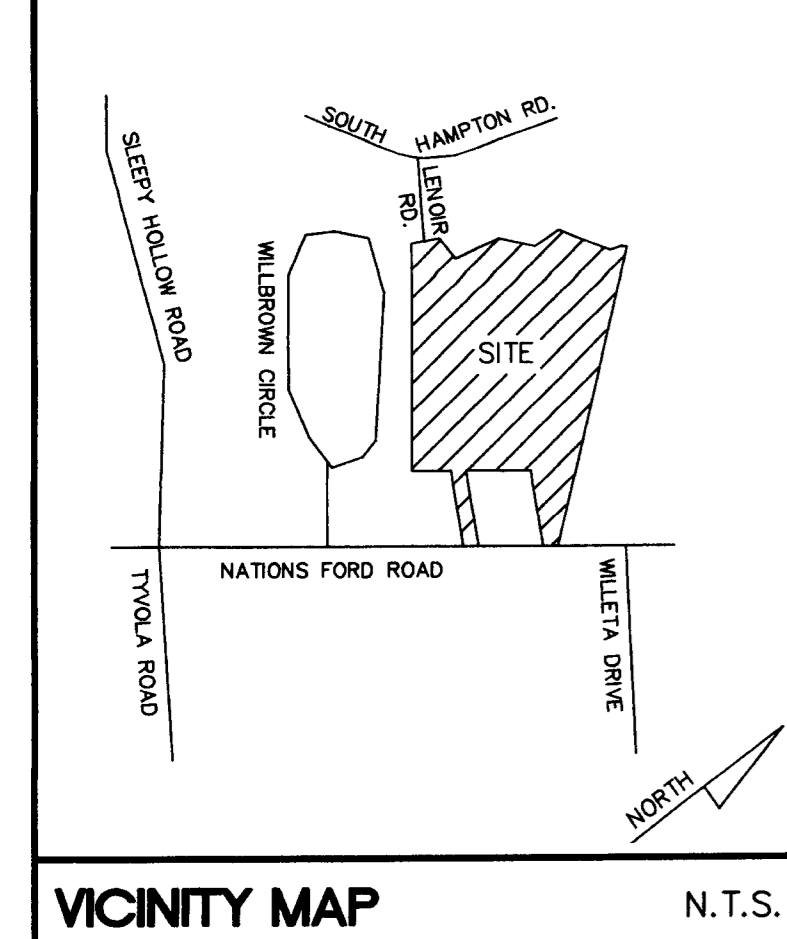 SOUTH HAMPTON RD.
LENOIR
RD.
SLEEPY HOLLOW ROAD
WILLBROWN CIRCLE
SITE
NATIONS FORD ROAD
TYVOLA ROAD
WILLETA DRIVE
NORTH
VICINITY MAP N.T.S.